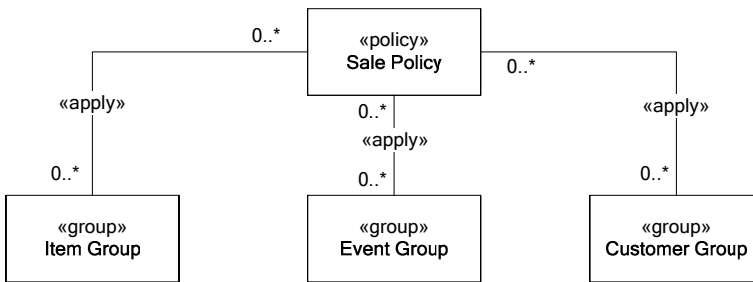 «policy»
Sale Policy
0..*
0..*
0..*
«apply»
«apply»
«apply»
0..*
0..*
0..*
«group»
Item Group
«group»
Event Group
«group»
Customer Group